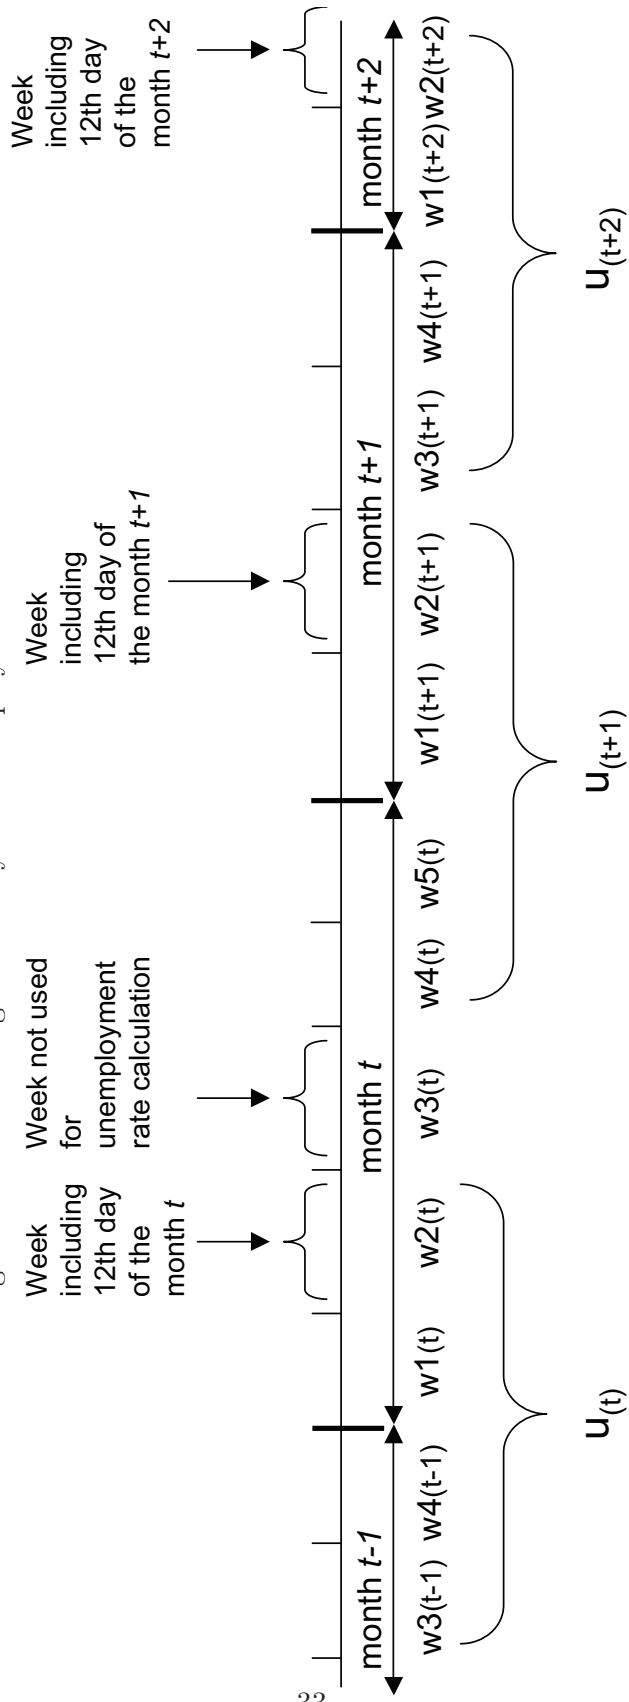 Week
including
12th day
of the
month t
Week not used
for
unemployment
rate calculation
Week
including
12th day of
the month t+1
Week
including
12th day
of the
month t+2
month t-1
month t
month t+1
month t+2
w3(t-1) w4(t-1) w1(t) w2(t) w3(t) w4(t) w5(t) w1(t+1) w2(t+1) w3(t+1) w4(t+1) w1(t+2) w2(t+2)
u(t)
u(t+1)
u(t+2)
33